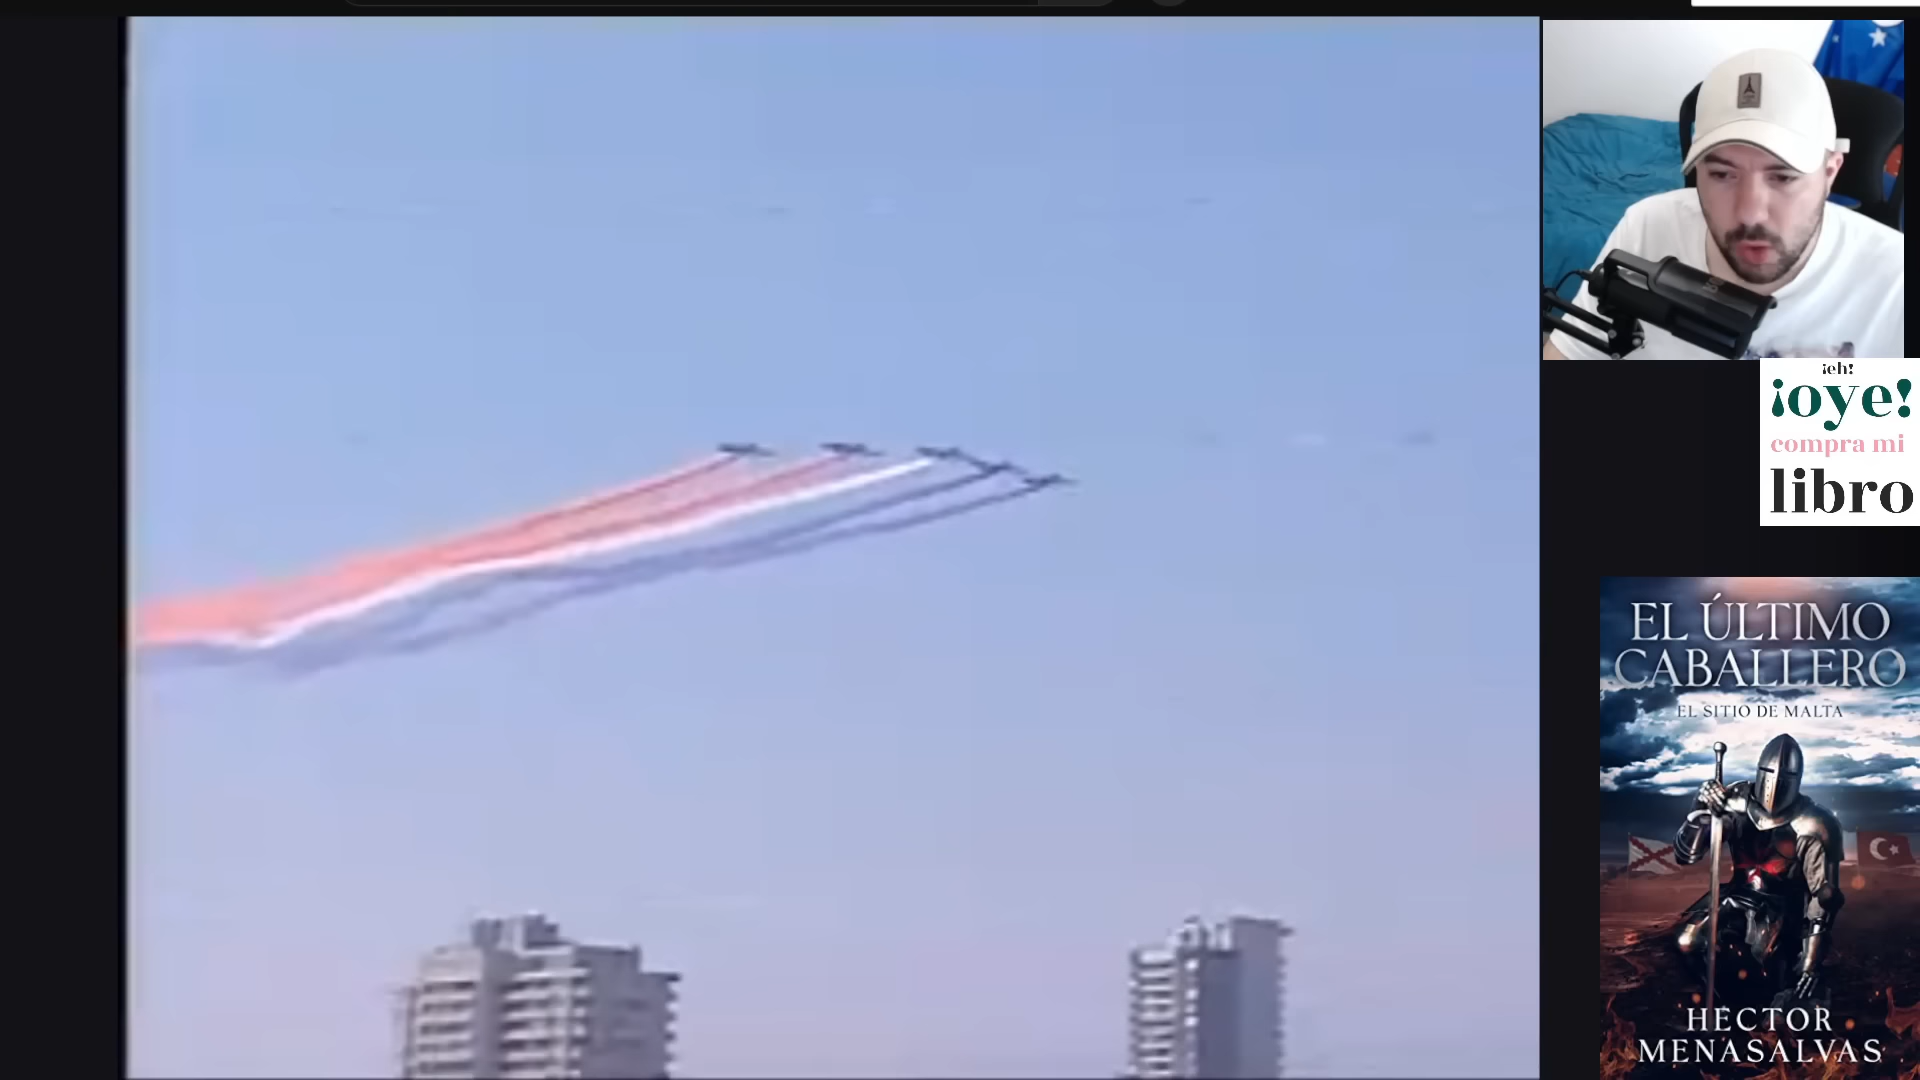 ¡eh!
¡oye!
compra mi
libro
EL ÚLTIMO
CABALLERO
EL SITIO DE MALTA
HÉCTOR
MENASALVAS